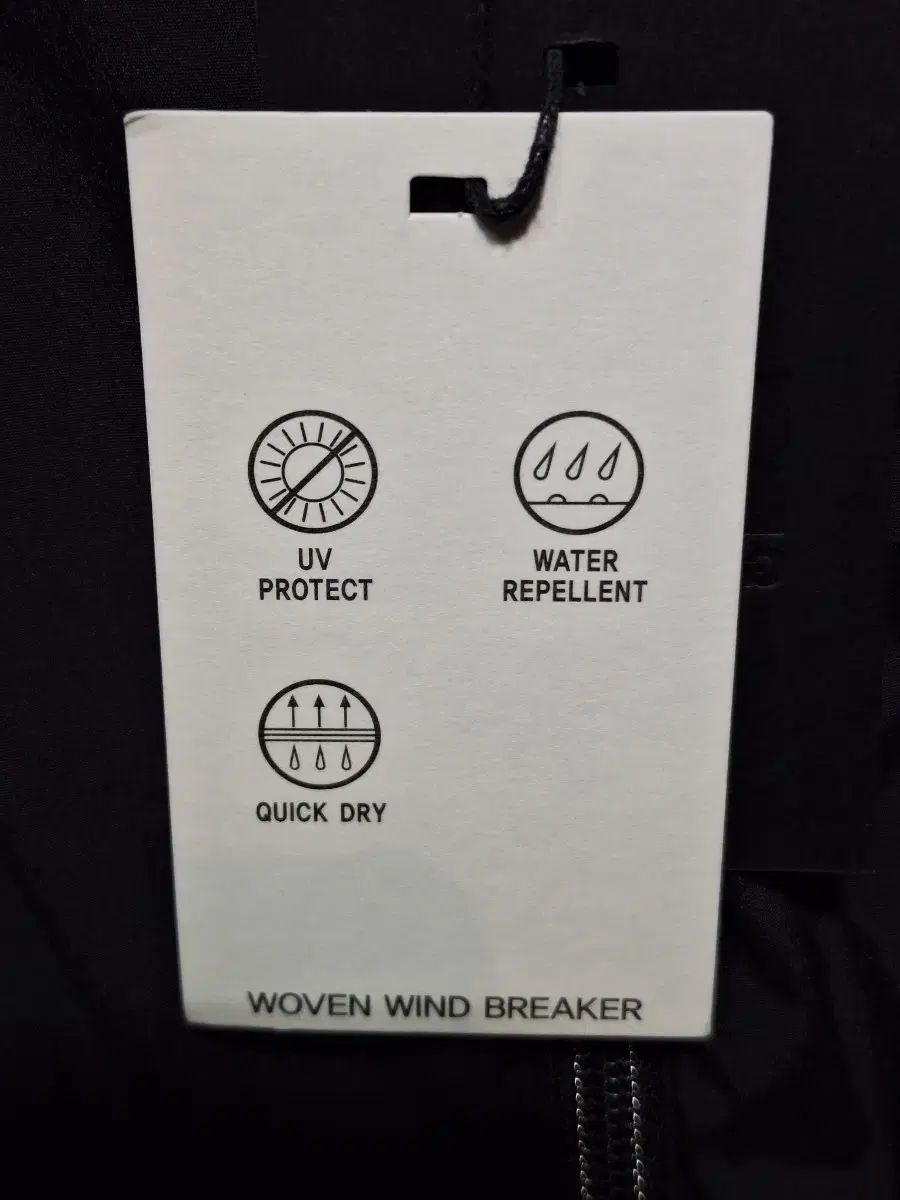 UV
PROTECT
WATER
REPELLENT
QUICK DRY
WOVEN WIND BREAKER